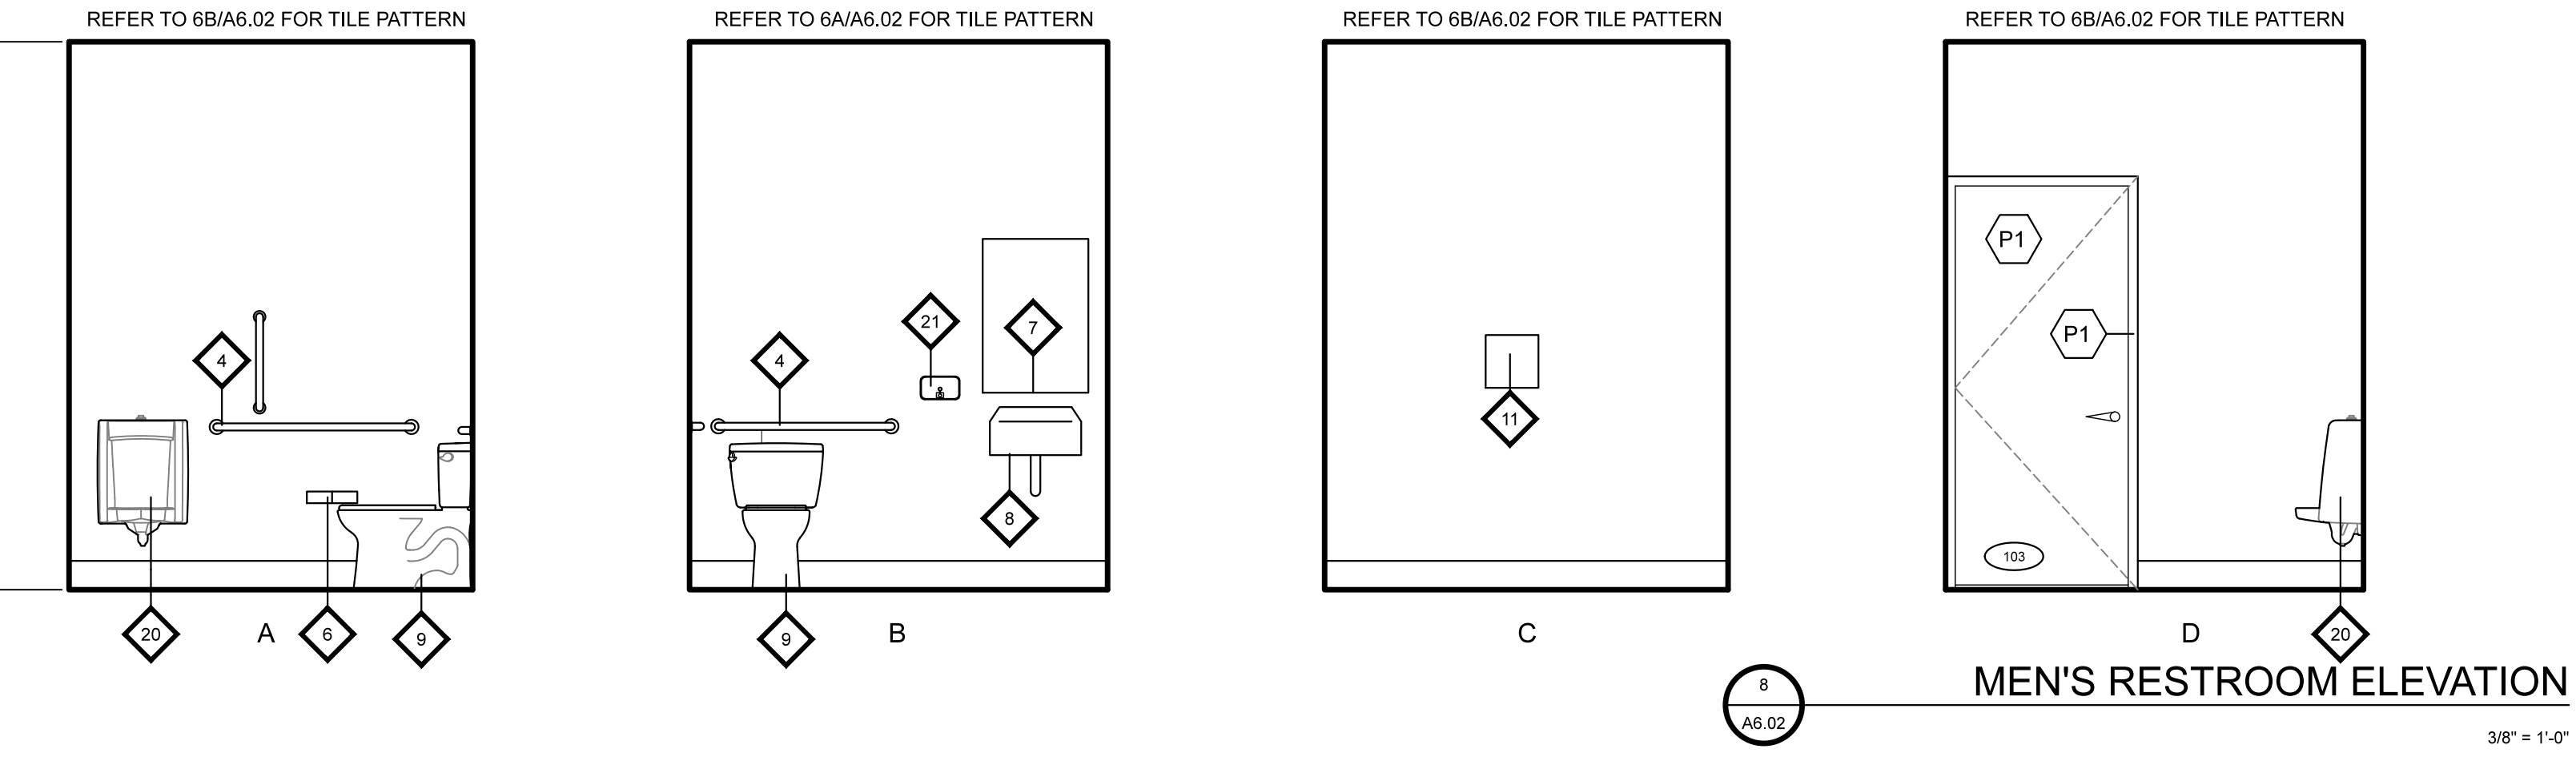 REFER TO 6B/A6.02 FOR TILE PATTERN
REFER TO 6A/A6.02 FOR TILE PATTERN
REFER TO 6B/A6.02 FOR TILE PATTERN
REFER TO 6B/A6.02 FOR TILE PATTERN
4
20
A
6
9
4
21
7
8
9
B
11
C
P1
P1
103
D
20
8
A6.02
MEN'S RESTROOM ELEVATION
3/8" = 1'-0"